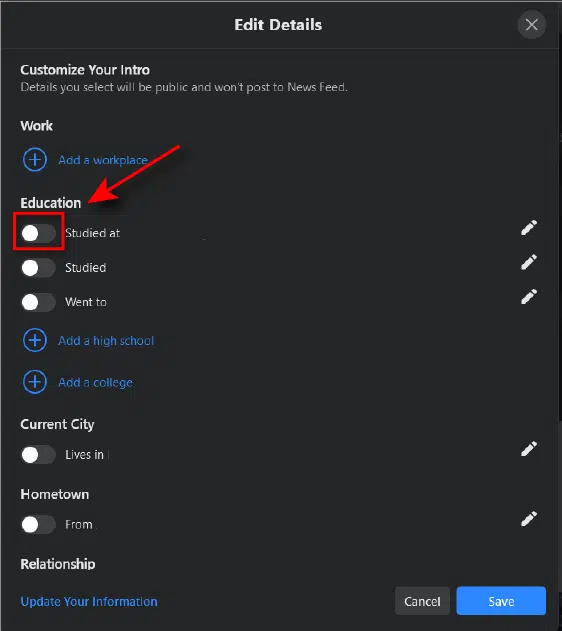 Edit Details
Customize Your Intro
Details you select will be public and won't post to News Feed.
Work
Add a workplace
Education
Studied at
Studied
Went to
Add a high school
Add a college
Current City
Lives in
Hometown
From
Relationship
Update Your Information
Cancel
Save